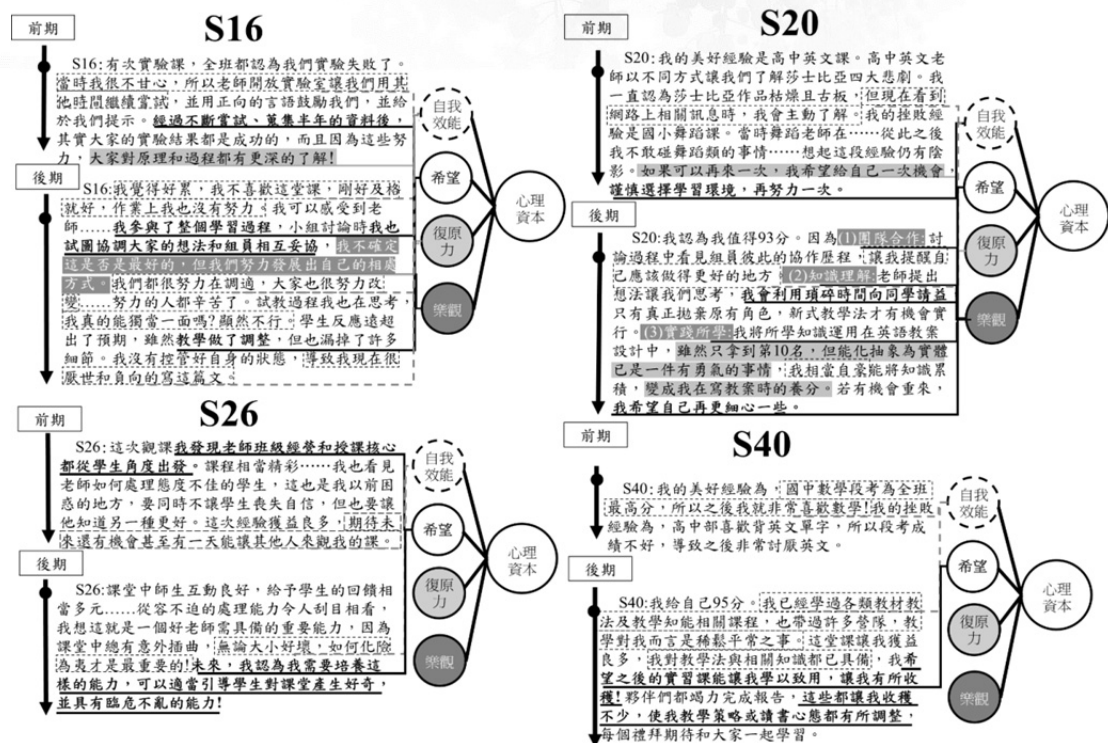 前期
S16
S16:有次實驗課,全班都認為我們實驗失敗了。
當時我很不甘心,所以老師開放實驗室讓我們用其
他時間繼續嘗試,並用正向的言語鼓勵我們,並給
於我們提示。經過不斷嘗試、蒐集半年的資料後,
其實大家的實驗結果都是成功的,而且因為這些努
力,大家對原理和過程都有更深的了解!
後期
S16:我覺得好累,我不喜歡這堂課,剛好及格
就好,作業上我也沒有努力。我可以感受到老
師……我參與了整個學習過程,小組討論時我也
試圖協調大家的想法和組員相互妥協,我不確定
這是否是最好的,但我們努力發展出自己的相處
方式。我們都很努力在調適,大家也很努力改
變……努力的人都辛苦了。試教過程我也在思考,
我真的能獨當一面嗎?顯然不行。學生反應遠超
出了預期,雖然教學做了調整,但也漏掉了許多
細節。我沒有控管好自身的狀態,導致我現在很
厭世和負向的寫這篇文。
自我
效能
希望
復原
力
樂觀
心理
資本
前期
S20
S20:我的美好經驗是高中英文課。高中英文老
師以不同方式讓我們了解莎士比亞四大悲劇。我
一直認為莎士比亞作品枯燥且古板,但現在看到
網路上相關訊息時,我會主動了解。我的挫敗經
驗是國小舞蹈課。當時舞蹈老師在……從此之後
我不敢碰舞蹈類的事情……想起這段經驗仍有陰
影。如果可以再來一次,我希望給自己一次機會,
謹慎選擇學習環境,再努力一次。
後期
S20:我認為我值得93分。因為(1)團隊合作:討
論過程中看見組員彼此的協作歷程,讓我提醒自
己應該做得更好的地方。(2)知識理解:老師提出
想法讓我們思考,我會利用瑣碎時間向同學請益
只有真正拋棄原有角色,新式教學法才有機會實
行。(3)實踐所學:我將所學知識運用在英語教案
設計中,雖然只拿到第10名,但能化抽象為實體
已是一件有勇氣的事情,我相當自豪能將知識累
積,變成我在寫教案時的養分。若有機會重來,
我希望自己再更細心一些。
自我
效能
希望
復原
力
樂觀
心理
資本
前期
S26
S26:這次觀課我發現老師班級經營和授課核心
都從學生角度出發。課程相當精彩……我也看見
老師如何處理態度不佳的學生,這也是我以前困
惑的地方,要同時不讓學生喪失自信,但也要讓
他知道另一種更好。這次經驗獲益良多,期待未
來還有機會甚至有一天能讓其他人來觀我的課。
後期
S26:課堂中師生互動良好,給予學生的回饋相
當多元……從容不迫的處理能力令人刮目相看,
我想這就是一個好老師需具備的重要能力,因為
課堂中總有意外插曲,無論大小好壞,如何化險
為夷才是最重要的!未來,我認為我需要培養這
樣的能力,可以適當引導學生對課堂產生好奇,
並具有臨危不亂的能力!
自我
效能
希望
復原
力
樂觀
心理
資本
前期
S40
S40:我的美好經驗為,國中數學段考為全班
最高分,所以之後我就非常喜歡數學!我的挫敗
經驗為,高中部喜歡背英文單字,所以段考成
績不好,導致之後非常討厭英文。
後期
S40:我給自己95分。我已經學過各類教材教
法及教學知能相關課程,也帶過許多營隊,教
學對我而言是稀鬆平常之事。這堂課讓我獲益
良多,我對教學法與相關知識都已具備,我希
望之後的實習課能讓我學以致用,讓我有所收
獲!夥伴們都竭力完成報告,這些都讓我收穫
不少,使我教學策略或讀書心態都有所調整,
每個禮拜期待和大家一起學習。
自我
效能
希望
復原
力
樂觀
心理
資本